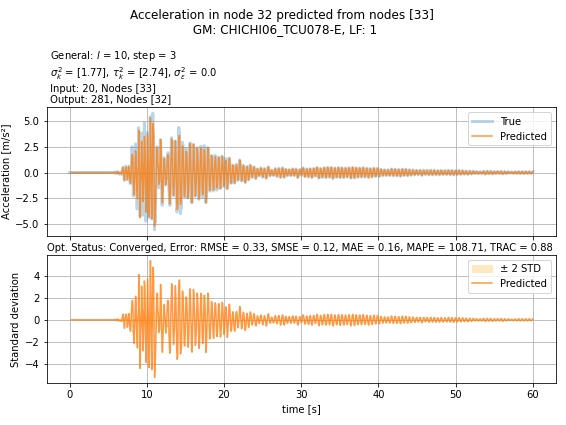 Acceleration in node 32 predicted from nodes [33]
GM: CHICHI06_TCU078-E, LF: 1
General: l = 10, step = 3
σ²ₖ = [1.77], τ²ₖ = [2.74], σ²ε = 0.0
Input: 20, Nodes [33]
Output: 281, Nodes [32]
Acceleration [m/s²]
5.0
2.5
0.0
−2.5
−5.0
True
Predicted
Opt. Status: Converged, Error: RMSE = 0.33, SMSE = 0.12, MAE = 0.16, MAPE = 108.71, TRAC = 0.88
Standard deviation
4
2
0
−2
−4
± 2 STD
Predicted
0 10 20 30 40 50 60
time [s]